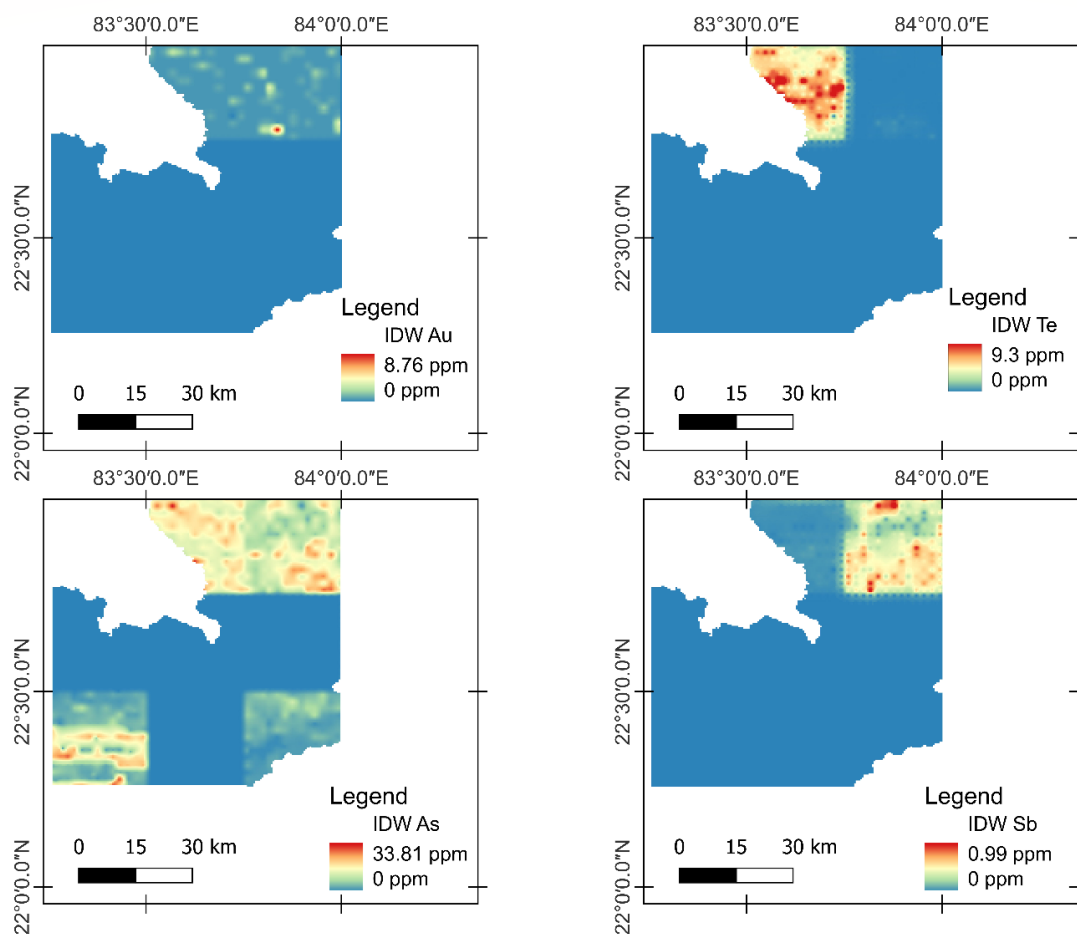 83°30'0.0"E 84°0'0.0"E
22°30'0.0"N
22°0'0.0"N
Legend
IDW Au
8.76 ppm
0 ppm
0 15 30 km
83°30'0.0"E 84°0'0.0"E
22°30'0.0"N
22°0'0.0"N
Legend
IDW Te
9.3 ppm
0 ppm
0 15 30 km
83°30'0.0"E 84°0'0.0"E
22°30'0.0"N
22°0'0.0"N
Legend
IDW As
33.81 ppm
0 ppm
0 15 30 km
83°30'0.0"E 84°0'0.0"E
22°30'0.0"N
22°0'0.0"N
Legend
IDW Sb
0.99 ppm
0 ppm
0 15 30 km